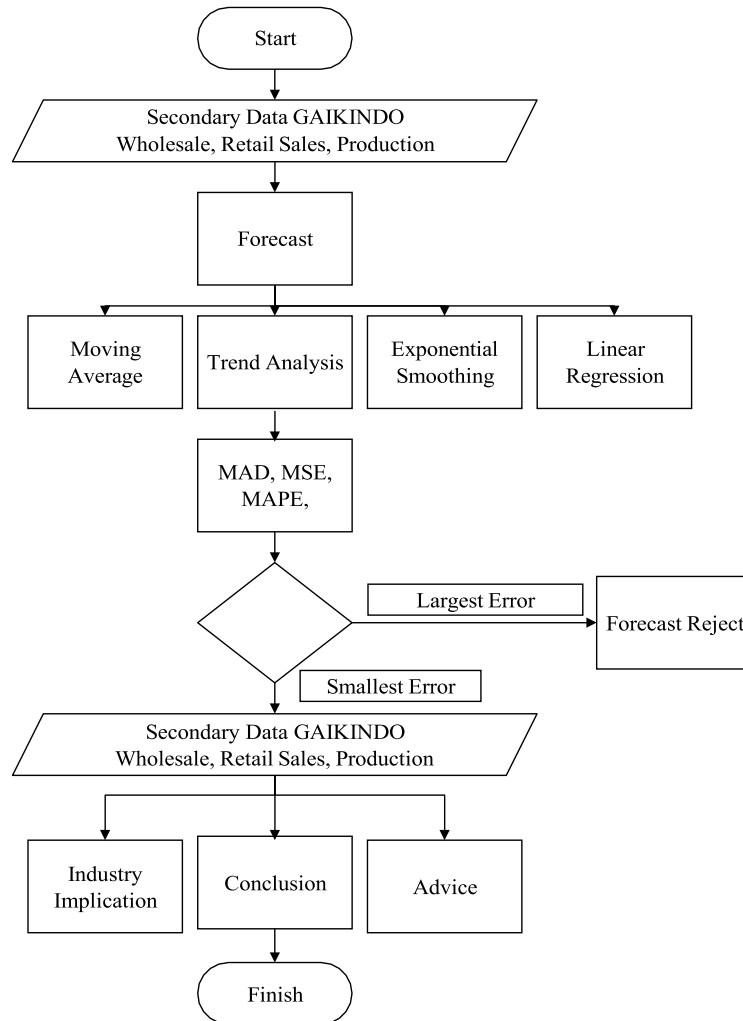 Start
Secondary Data GAIKINDO
Wholesale, Retail Sales, Production
Forecast
Moving
Average
Trend Analysis
Exponential
Smoothing
Linear
Regression
MAD, MSE,
MAPE,
Largest Error
Forecast Reject
Smallest Error
Secondary Data GAIKINDO
Wholesale, Retail Sales, Production
Industry
Implication
Conclusion
Advice
Finish